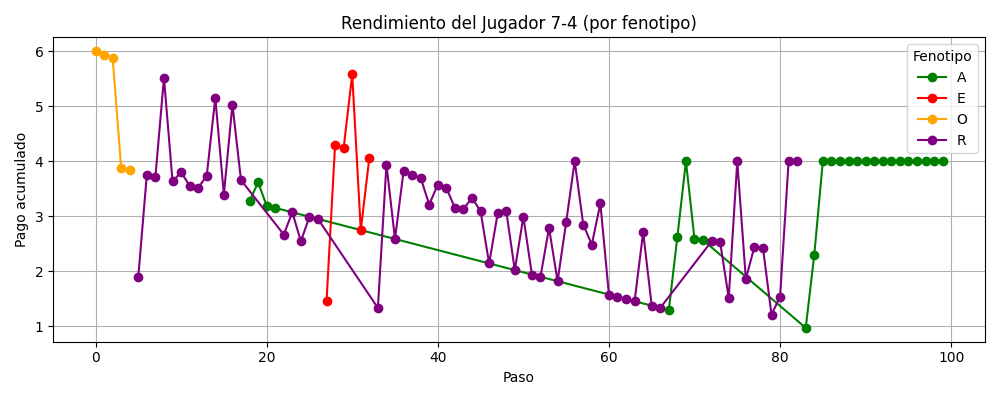 Rendimiento del Jugador 7-4 (por fenotipo)
Pago acumulado
6
5
4
3
2
1
0
20
40
60
80
100
Paso
Fenotipo
A
E
O
R